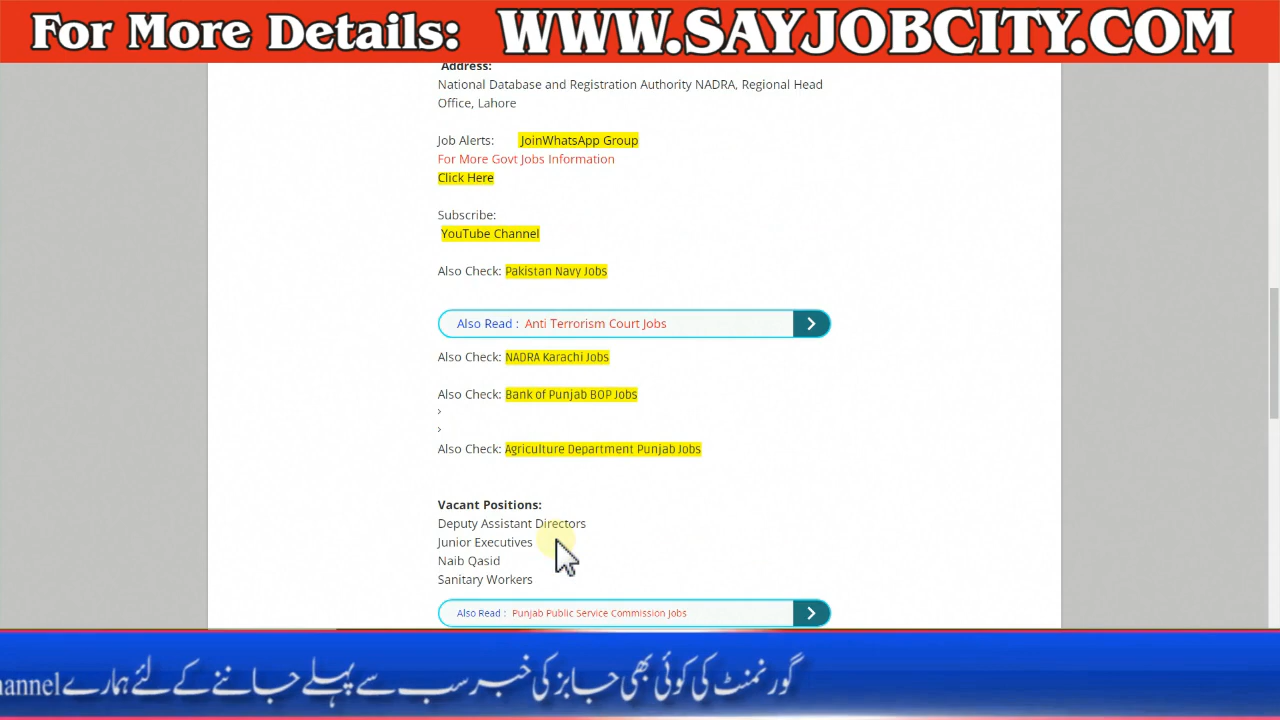 For More Details: WWW.SAYJOBCITY.COM
Address:
National Database and Registration Authority NADRA, Regional Head
Office, Lahore
Job Alerts: JoinWhatsApp Group
For More Govt Jobs Information
Click Here
Subscribe:
YouTube Channel
Also Check: Pakistan Navy Jobs
Also Read : Anti Terrorism Court Jobs
Also Check: NADRA Karachi Jobs
Also Check: Bank of Punjab BOP Jobs
›
›
Also Check: Agriculture Department Punjab Jobs
Vacant Positions:
Deputy Assistant Directors
Junior Executives
Naib Qasid
Sanitary Workers
Also Read : Punjab Public Service Commission Jobs
گورنمنٹ کی کوئی بھی جابز کی خبر سب سے پہلے جاننے کے لئے ہمارے hannel